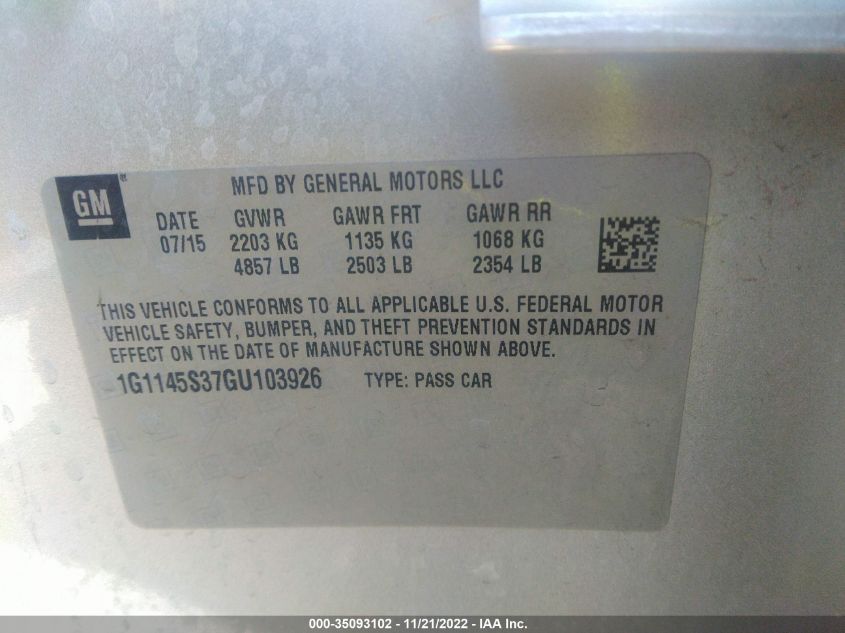 GM
MFD BY GENERAL MOTORS LLC
DATE GVWR GAWR FRT GAWR RR
07/15 2203 KG 1135 KG 1068 KG
4857 LB 2503 LB 2354 LB
THIS VEHICLE CONFORMS TO ALL APPLICABLE U.S. FEDERAL MOTOR
VEHICLE SAFETY, BUMPER, AND THEFT PREVENTION STANDARDS IN
EFFECT ON THE DATE OF MANUFACTURE SHOWN ABOVE.
1G1145S37GU103926 TYPE: PASS CAR
000-35093102 - 11/21/2022 - IAA Inc.